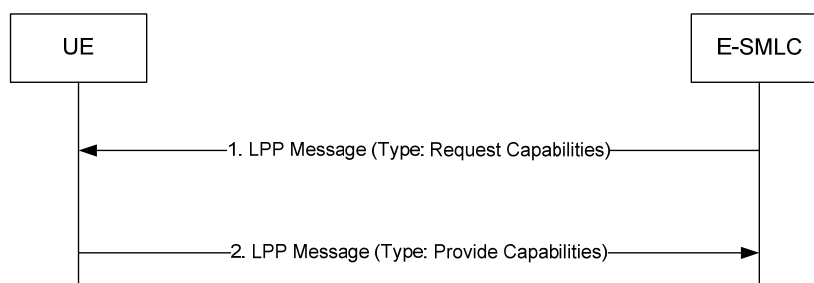 UE
E-SMLC
1. LPP Message (Type: Request Capabilities)
2. LPP Message (Type: Provide Capabilities)